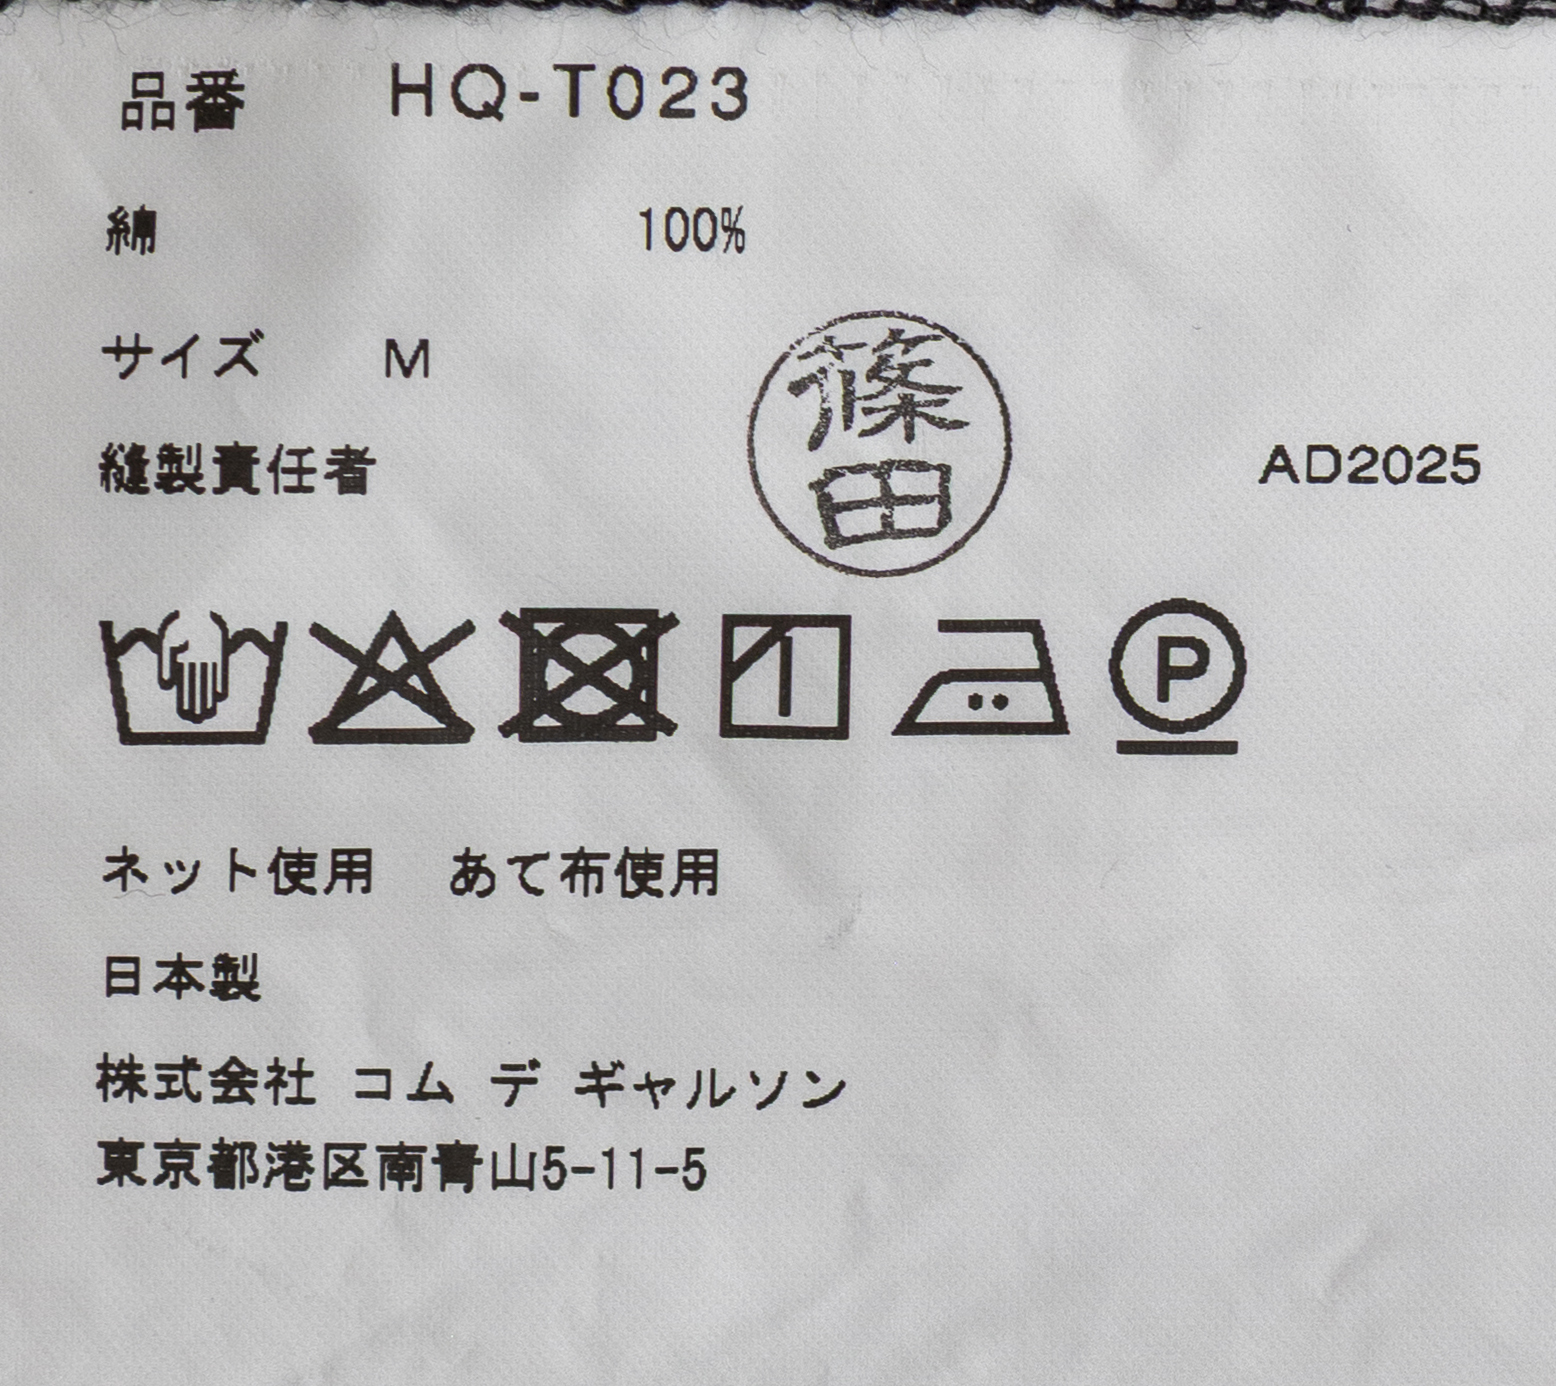 品番 HQ-T023
綿 100%
サイズ M
縫製責任者 篠田 AD2025
P
ネット使用 あて布使用
日本製
株式会社 コム デ ギャルソン
東京都港区南青山5-11-5